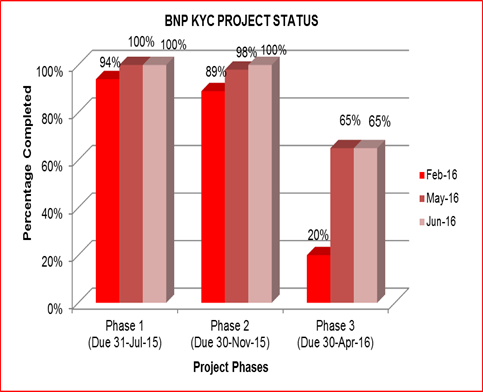 BNP KYC PROJECT STATUS
94%
100%
100%
89%
98%
100%
20%
65%
65%
100%
80%
60%
40%
20%
0%
Percentage Completed
Feb-16
May-16
Jun-16
Phase 1
(Due 31-Jul-15)
Phase 2
(Due 30-Nov-15)
Phase 3
(Due 30-Apr-16)
Project Phases